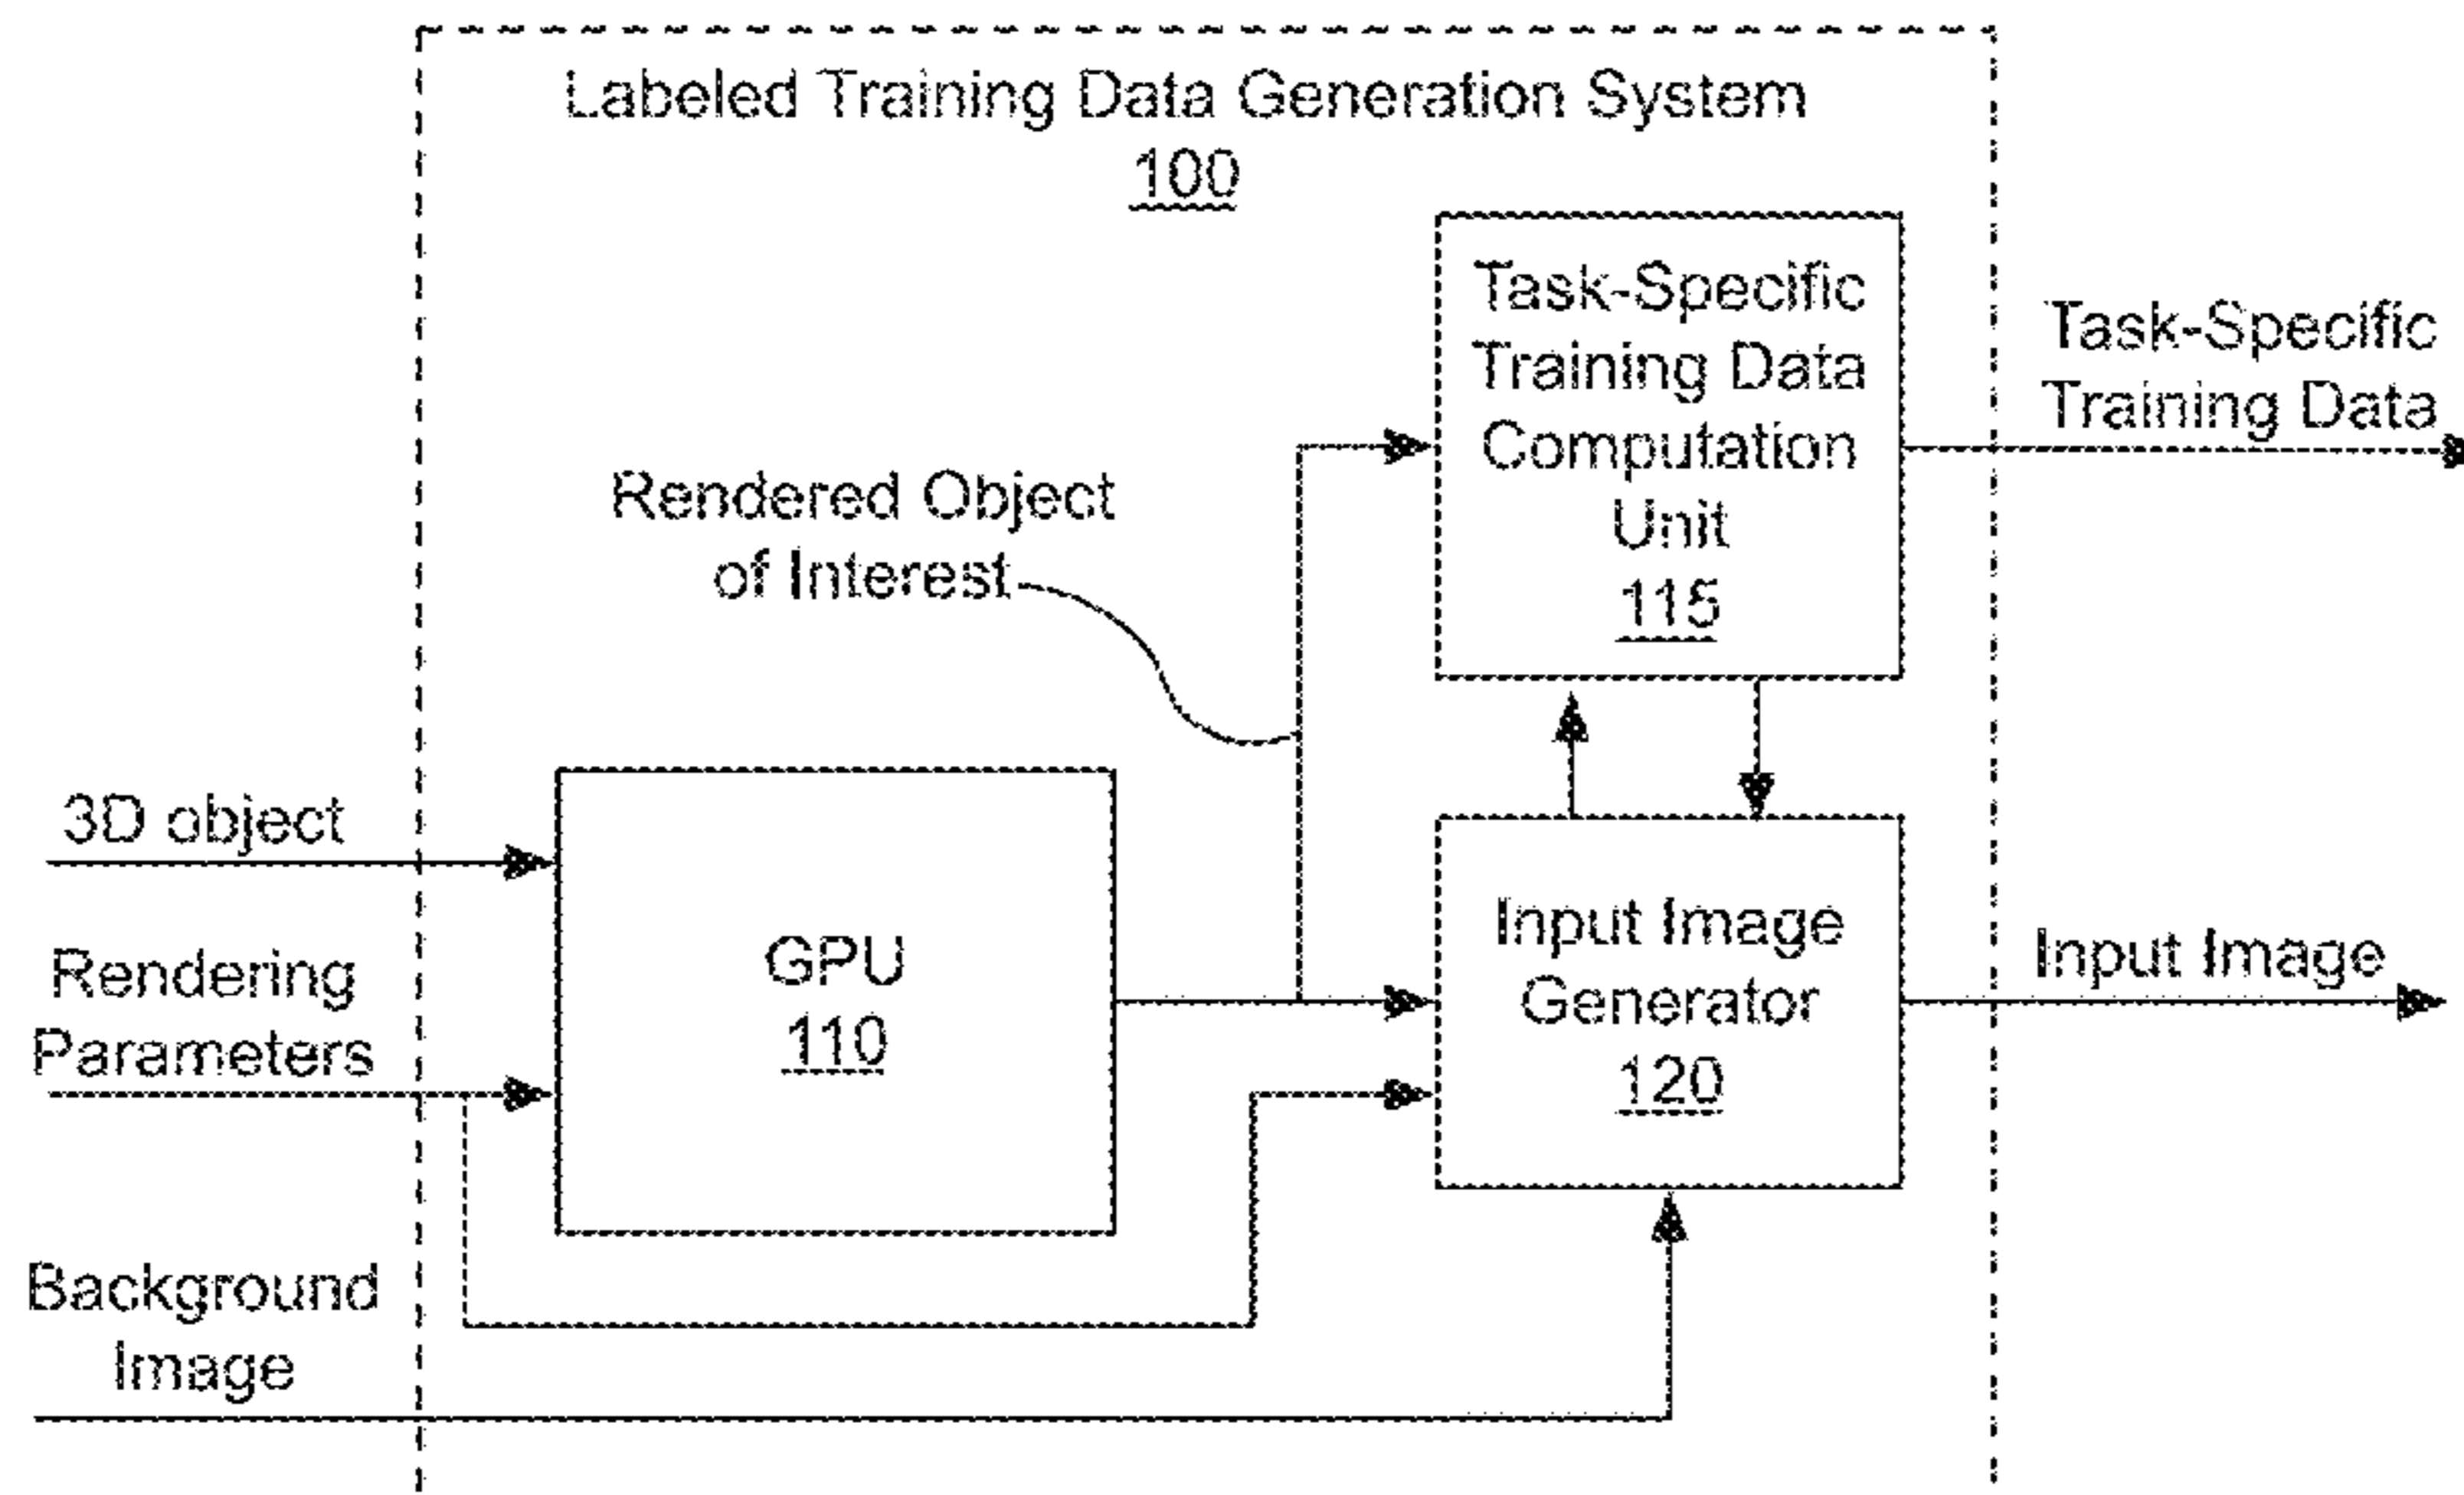 Labeled Training Data Generation System
100
Task-Specific
Training Data
Computation
Unit
115
Task-Specific
Training Data
Rendered Object
of Interest
3D object
Rendering
Parameters
GPU
110
Input Image
Generator
120
Input Image
Background
Image